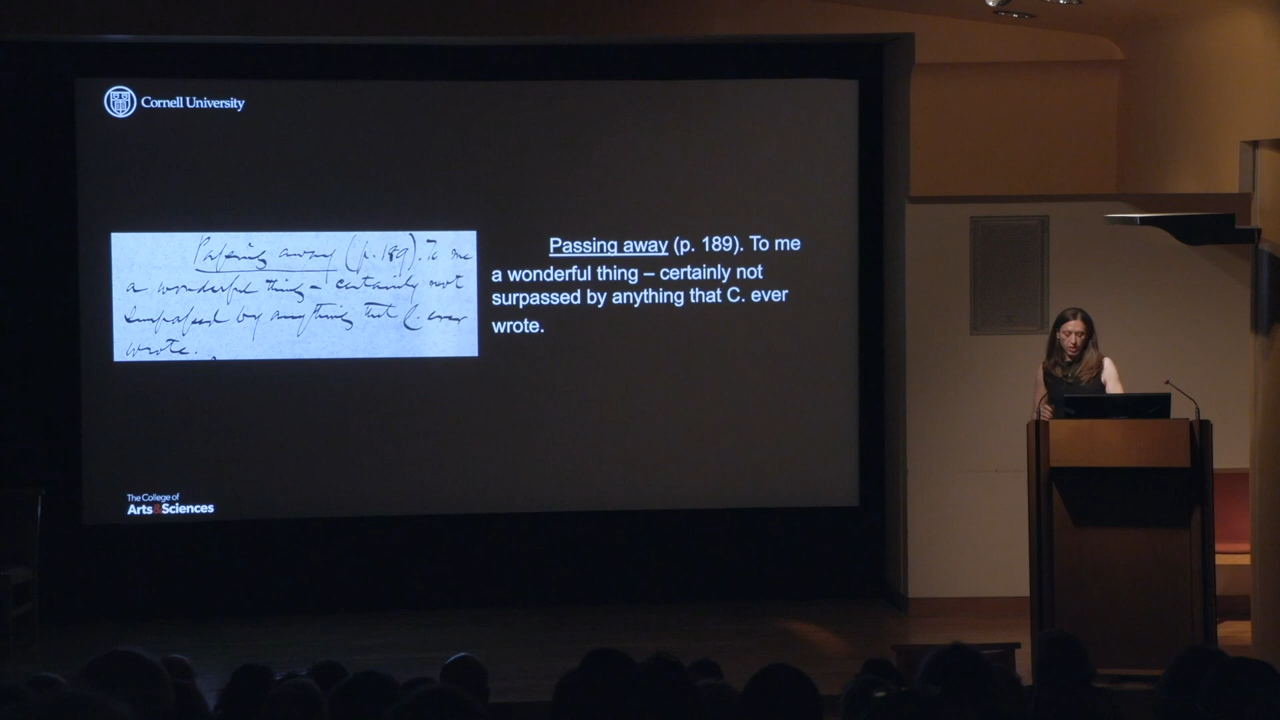 Cornell University
Passing away (p. 189). To me
a wonderful thing – certainly not
surpassed by anything that C. ever
wrote.
Passing away (p. 189). To me
a wonderful thing – certainly not
surpassed by anything that C. ever
wrote.
The College of
Arts&Sciences